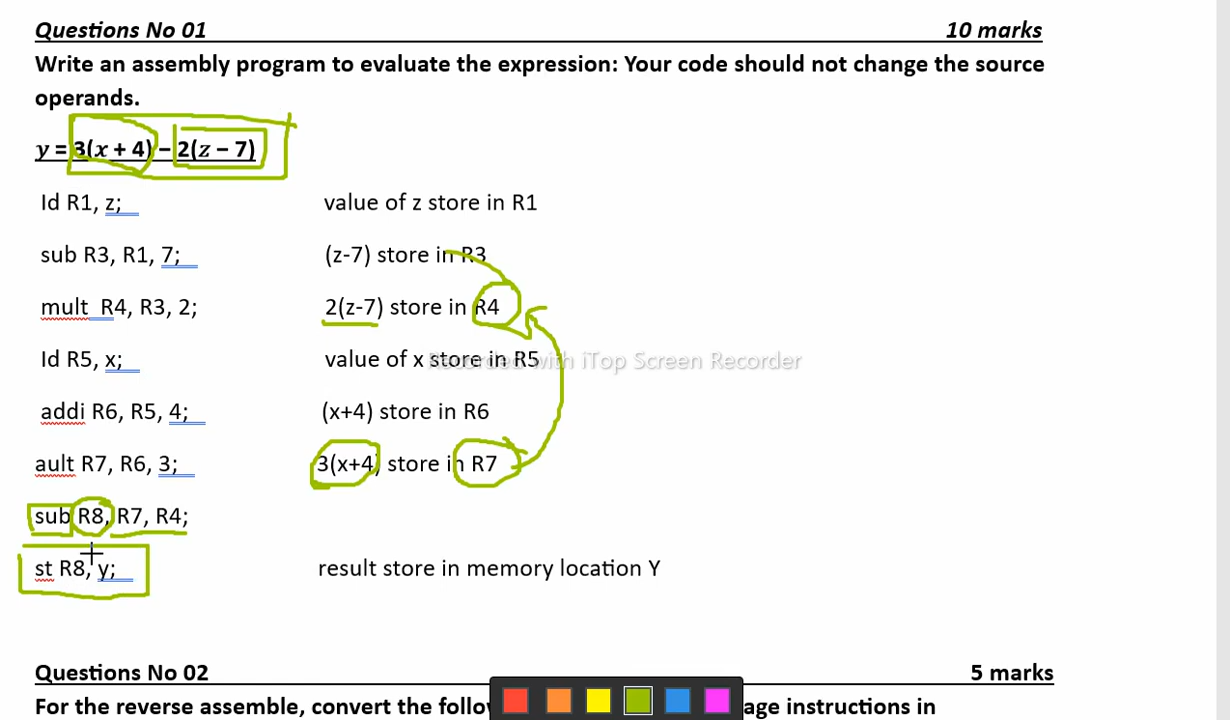 Questions No 01 10 marks
Write an assembly program to evaluate the expression: Your code should not change the source
operands.
y = 3(x + 4) − 2(z − 7)
Id R1, z; value of z store in R1
sub R3, R1, 7; (z-7) store in R3
mult R4, R3, 2; 2(z-7) store in R4
Id R5, x; value of x store in R5
Recorded with iTop Screen Recorder
addi R6, R5, 4; (x+4) store in R6
ault R7, R6, 3; 3(x+4) store in R7
sub R8, R7, R4;
st R8, y; result store in memory location Y
Questions No 02 5 marks
For the reverse assemble, convert the follo age instructions in